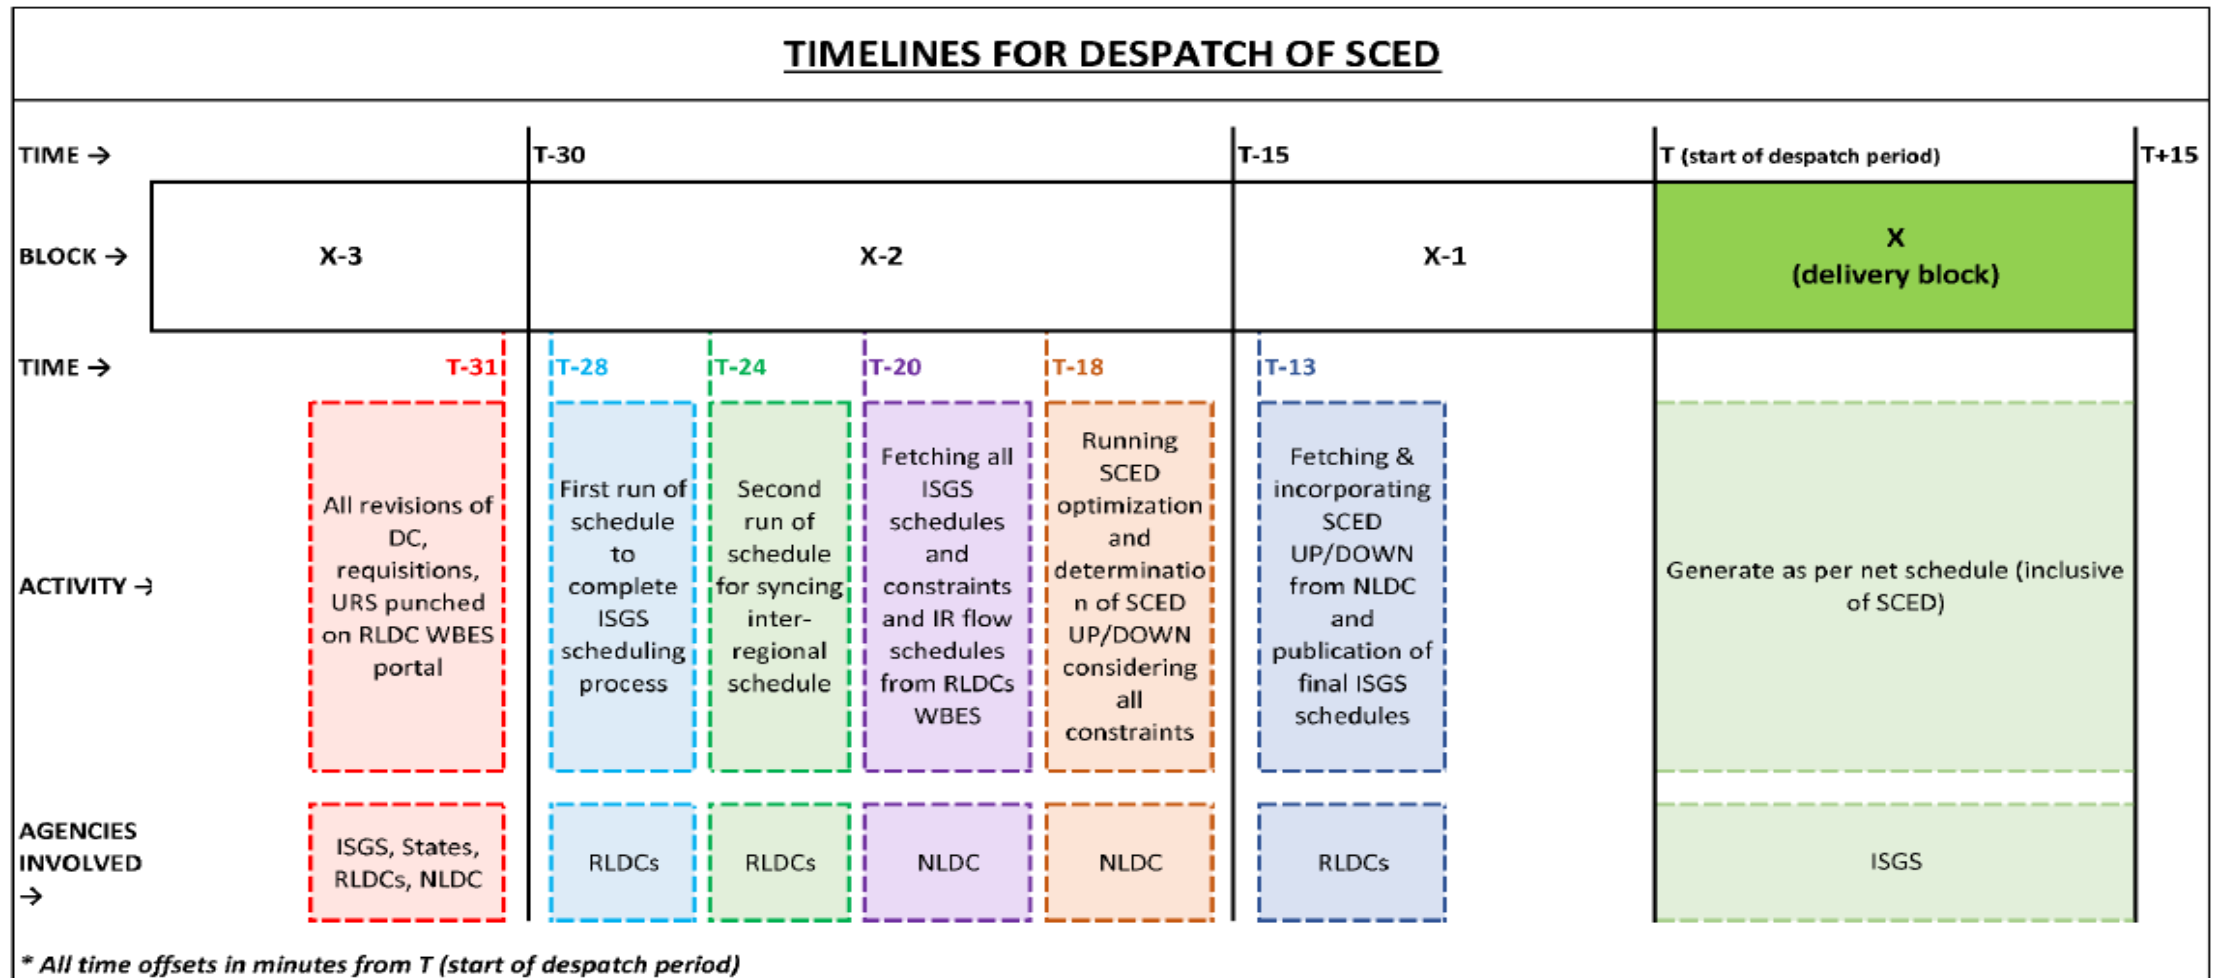 TIMELINES FOR DESPATCH OF SCED
TIME →
T-30
T-15
T (start of despatch period)
T+15
BLOCK →
X-3
X-2
X-1
X
(delivery block)
TIME →
T-31
T-28
T-24
T-20
T-18
T-13
ACTIVITY →
All revisions of
DC,
requisitions,
URS punched
on RLDC WBES
portal
First run of
schedule
to
complete
ISGS
scheduling
process
Second
run of
schedule
for syncing
inter-
regional
schedule
Fetching all
ISGS
schedules
and
constraints
and IR flow
schedules
from RLDCs
WBES
Running
SCED
optimization
and
determinatio
n of SCED
UP/DOWN
considering
all
constraints
Fetching &
incorporating
SCED
UP/DOWN
from NLDC
and
publication of
final ISGS
schedules
Generate as per net schedule (inclusive
of SCED)
AGENCIES
INVOLVED
→
ISGS, States,
RLDCs, NLDC
RLDCs
RLDCs
NLDC
NLDC
RLDCs
ISGS
* All time offsets in minutes from T (start of despatch period)